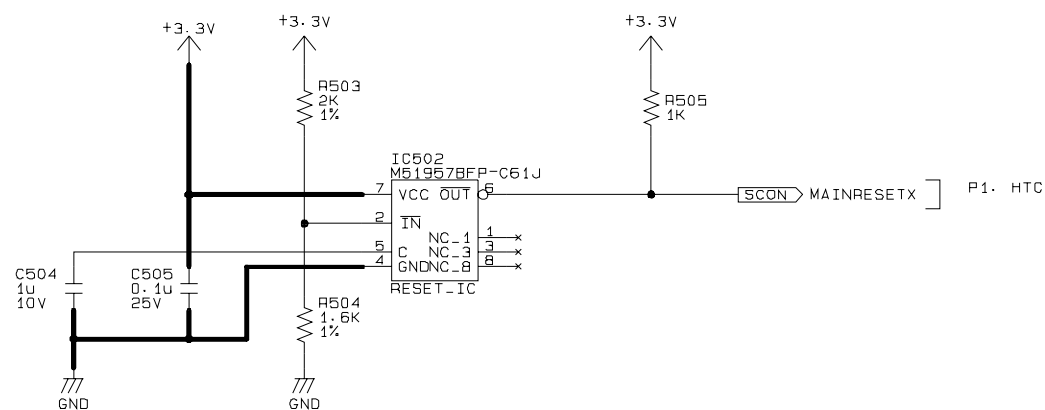 +3.3V
+3.3V
+3.3V
R503
2K
1%
R505
1K
IC502
M51957BFP-C61J
7
VCC
OUT
6
SCON
MAINRESETX
P1. HTC
2
IN
5
C
4
GND
NC_1
1
NC_3
3
NC_8
8
RESET_IC
C504
1u
10V
C505
0.1u
25V
R504
1.6K
1%
GND
GND